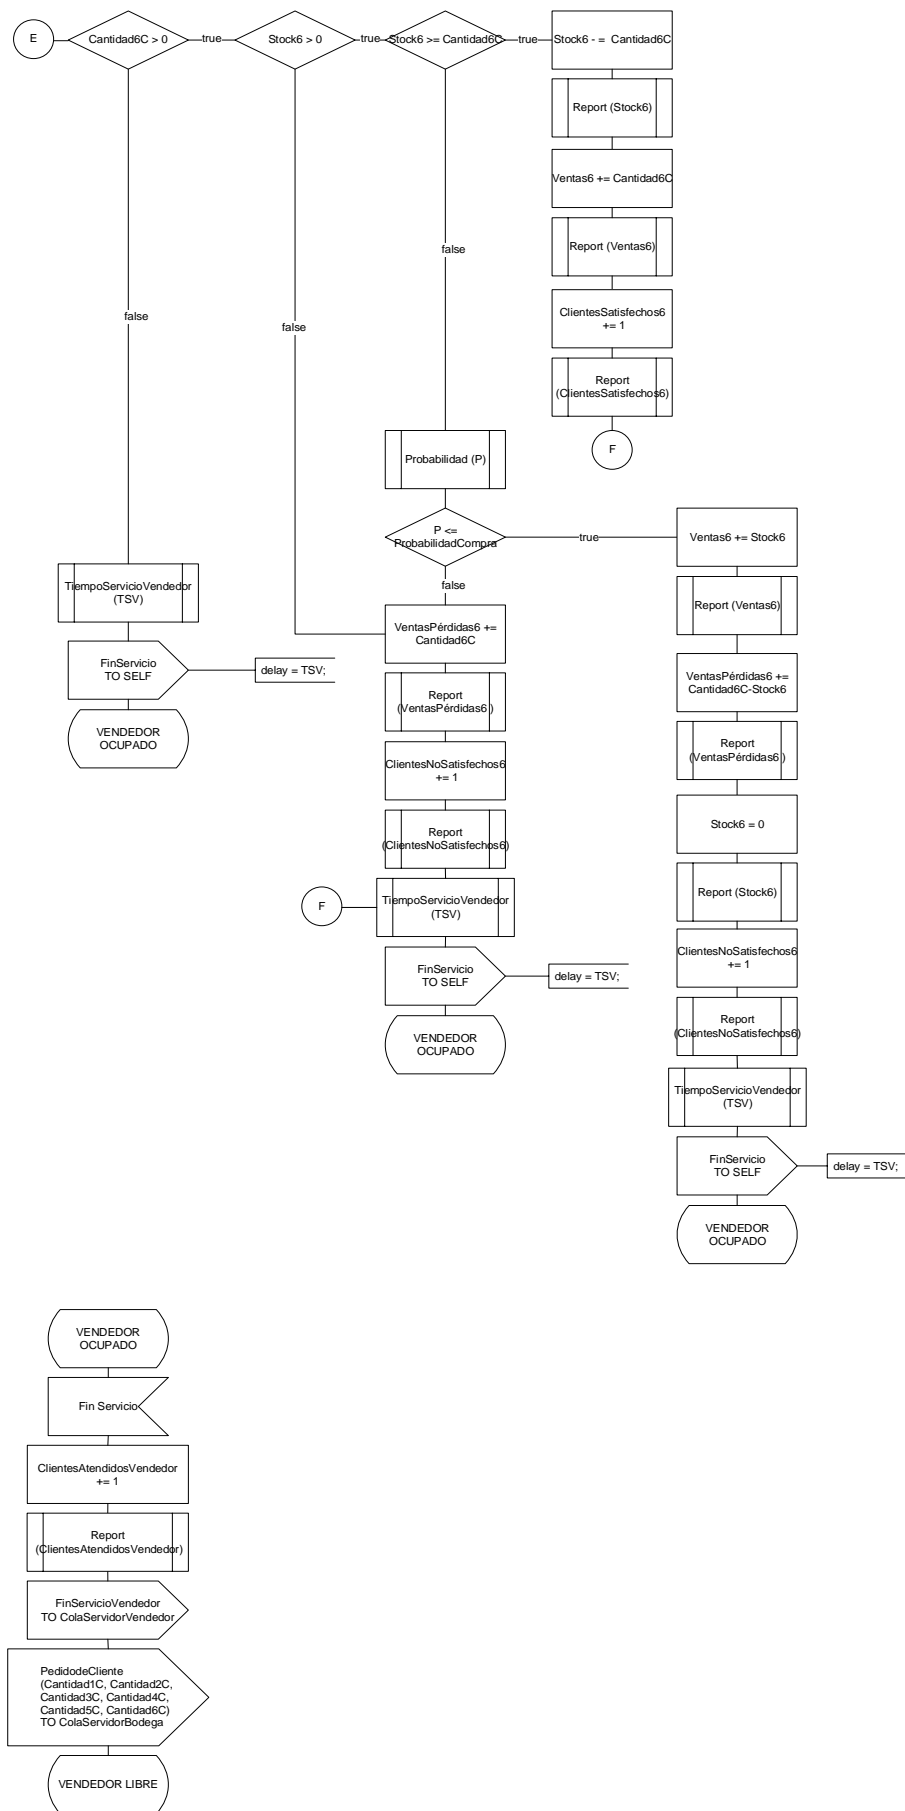 E
Cantidad6C > 0
true
Stock6 > 0
true
Stock6 >= Cantidad6C
true
Stock6 - = Cantidad6C
Report (Stock6)
Ventas6 += Cantidad6C
Report (Ventas6)
ClientesSatisfechos6
+= 1
Report
(ClientesSatisfechos6)
F
false
false
false
Probabilidad (P)
P <=
ProbabilidadCompra
true
false
TiempoServicioVendedor
(TSV)
FinServicio
TO SELF
delay = TSV;
VENDEDOR
OCUPADO
VentasPérdidas6 +=
Cantidad6C
Report
(VentasPérdidas6 )
ClientesNoSatisfechos6
+= 1
Report
(ClientesNoSatisfechos6)
F
TiempoServicioVendedor
(TSV)
FinServicio
TO SELF
delay = TSV;
VENDEDOR
OCUPADO
Ventas6 += Stock6
Report (Ventas6)
VentasPérdidas6 +=
Cantidad6C-Stock6
Report
(VentasPérdidas6 )
Stock6 = 0
Report (Stock6)
ClientesNoSatisfechos6
+= 1
Report
(ClientesNoSatisfechos6)
TiempoServicioVendedor
(TSV)
FinServicio
TO SELF
delay = TSV;
VENDEDOR
OCUPADO
VENDEDOR
OCUPADO
Fin Servicio
ClientesAtendidosVendedor
+= 1
Report
(ClientesAtendidosVendedor)
FinServicioVendedor
TO ColaServidorVendedor
PedidodeCliente
(Cantidad1C, Cantidad2C,
Cantidad3C, Cantidad4C,
Cantidad5C, Cantidad6C)
TO ColaServidorBodega
VENDEDOR LIBRE